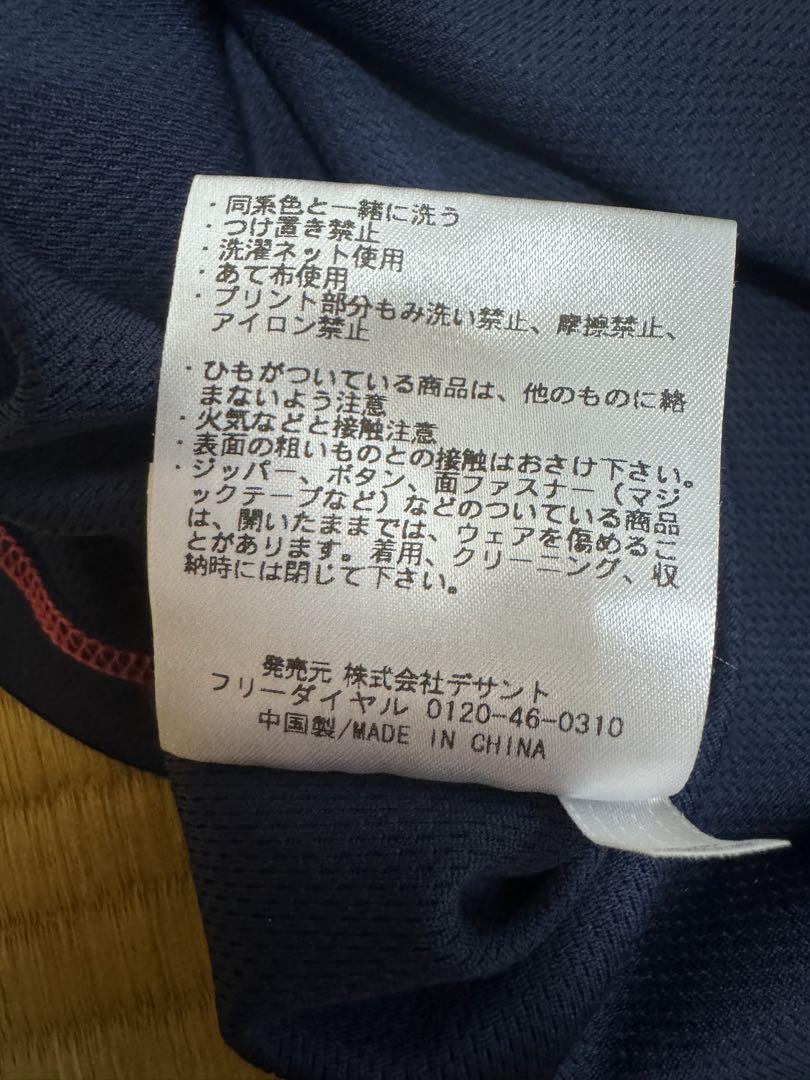 ・同系色と一緒に洗う
・つけ置き禁止
・洗濯ネット使用
・あて布使用
・プリント部分もみ洗い禁止、摩擦禁止、
アイロン禁止
・ひもがついている商品は、他のものに絡
まないよう注意
・火気などと接触注意
・表面の粗いものとの接触はおさけ下さい。
・ジッパー、ボタン、面ファスナー（マジ
ックテープなど）などのついている商品
は、開いたままでは、ウェアを傷めるこ
とがあります。着用、クリーニング、収
納時には閉じて下さい。
発売元 株式会社デサント
フリーダイヤル 0120-46-0310
中国製/MADE IN CHINA